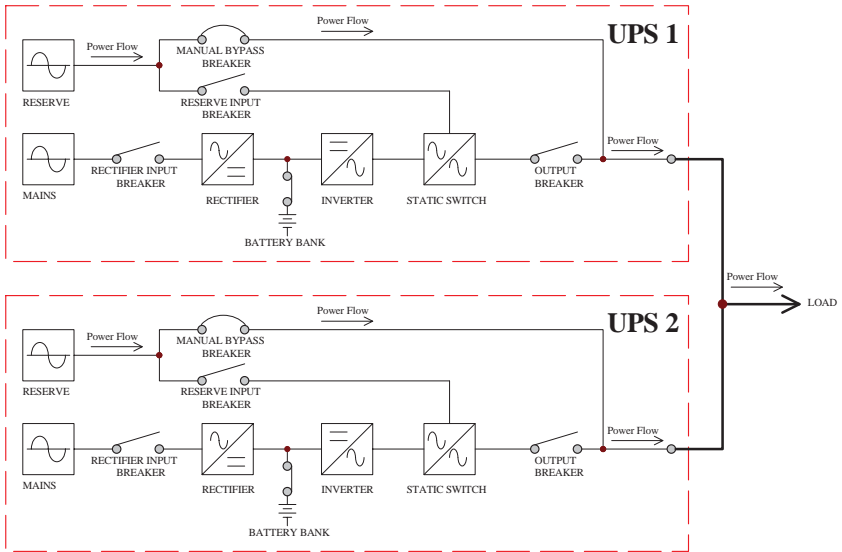 UPS 1
Power Flow
Power Flow
MANUAL BYPASS
BREAKER
RESERVE
RESERVE INPUT
BREAKER
Power Flow
MAINS
RECTIFIER INPUT
BREAKER
RECTIFIER
INVERTER
STATIC SWITCH
OUTPUT
BREAKER
BATTERY BANK
Power Flow
LOAD
UPS 2
Power Flow
Power Flow
MANUAL BYPASS
BREAKER
RESERVE
RESERVE INPUT
BREAKER
Power Flow
MAINS
RECTIFIER INPUT
BREAKER
RECTIFIER
INVERTER
STATIC SWITCH
OUTPUT
BREAKER
BATTERY BANK